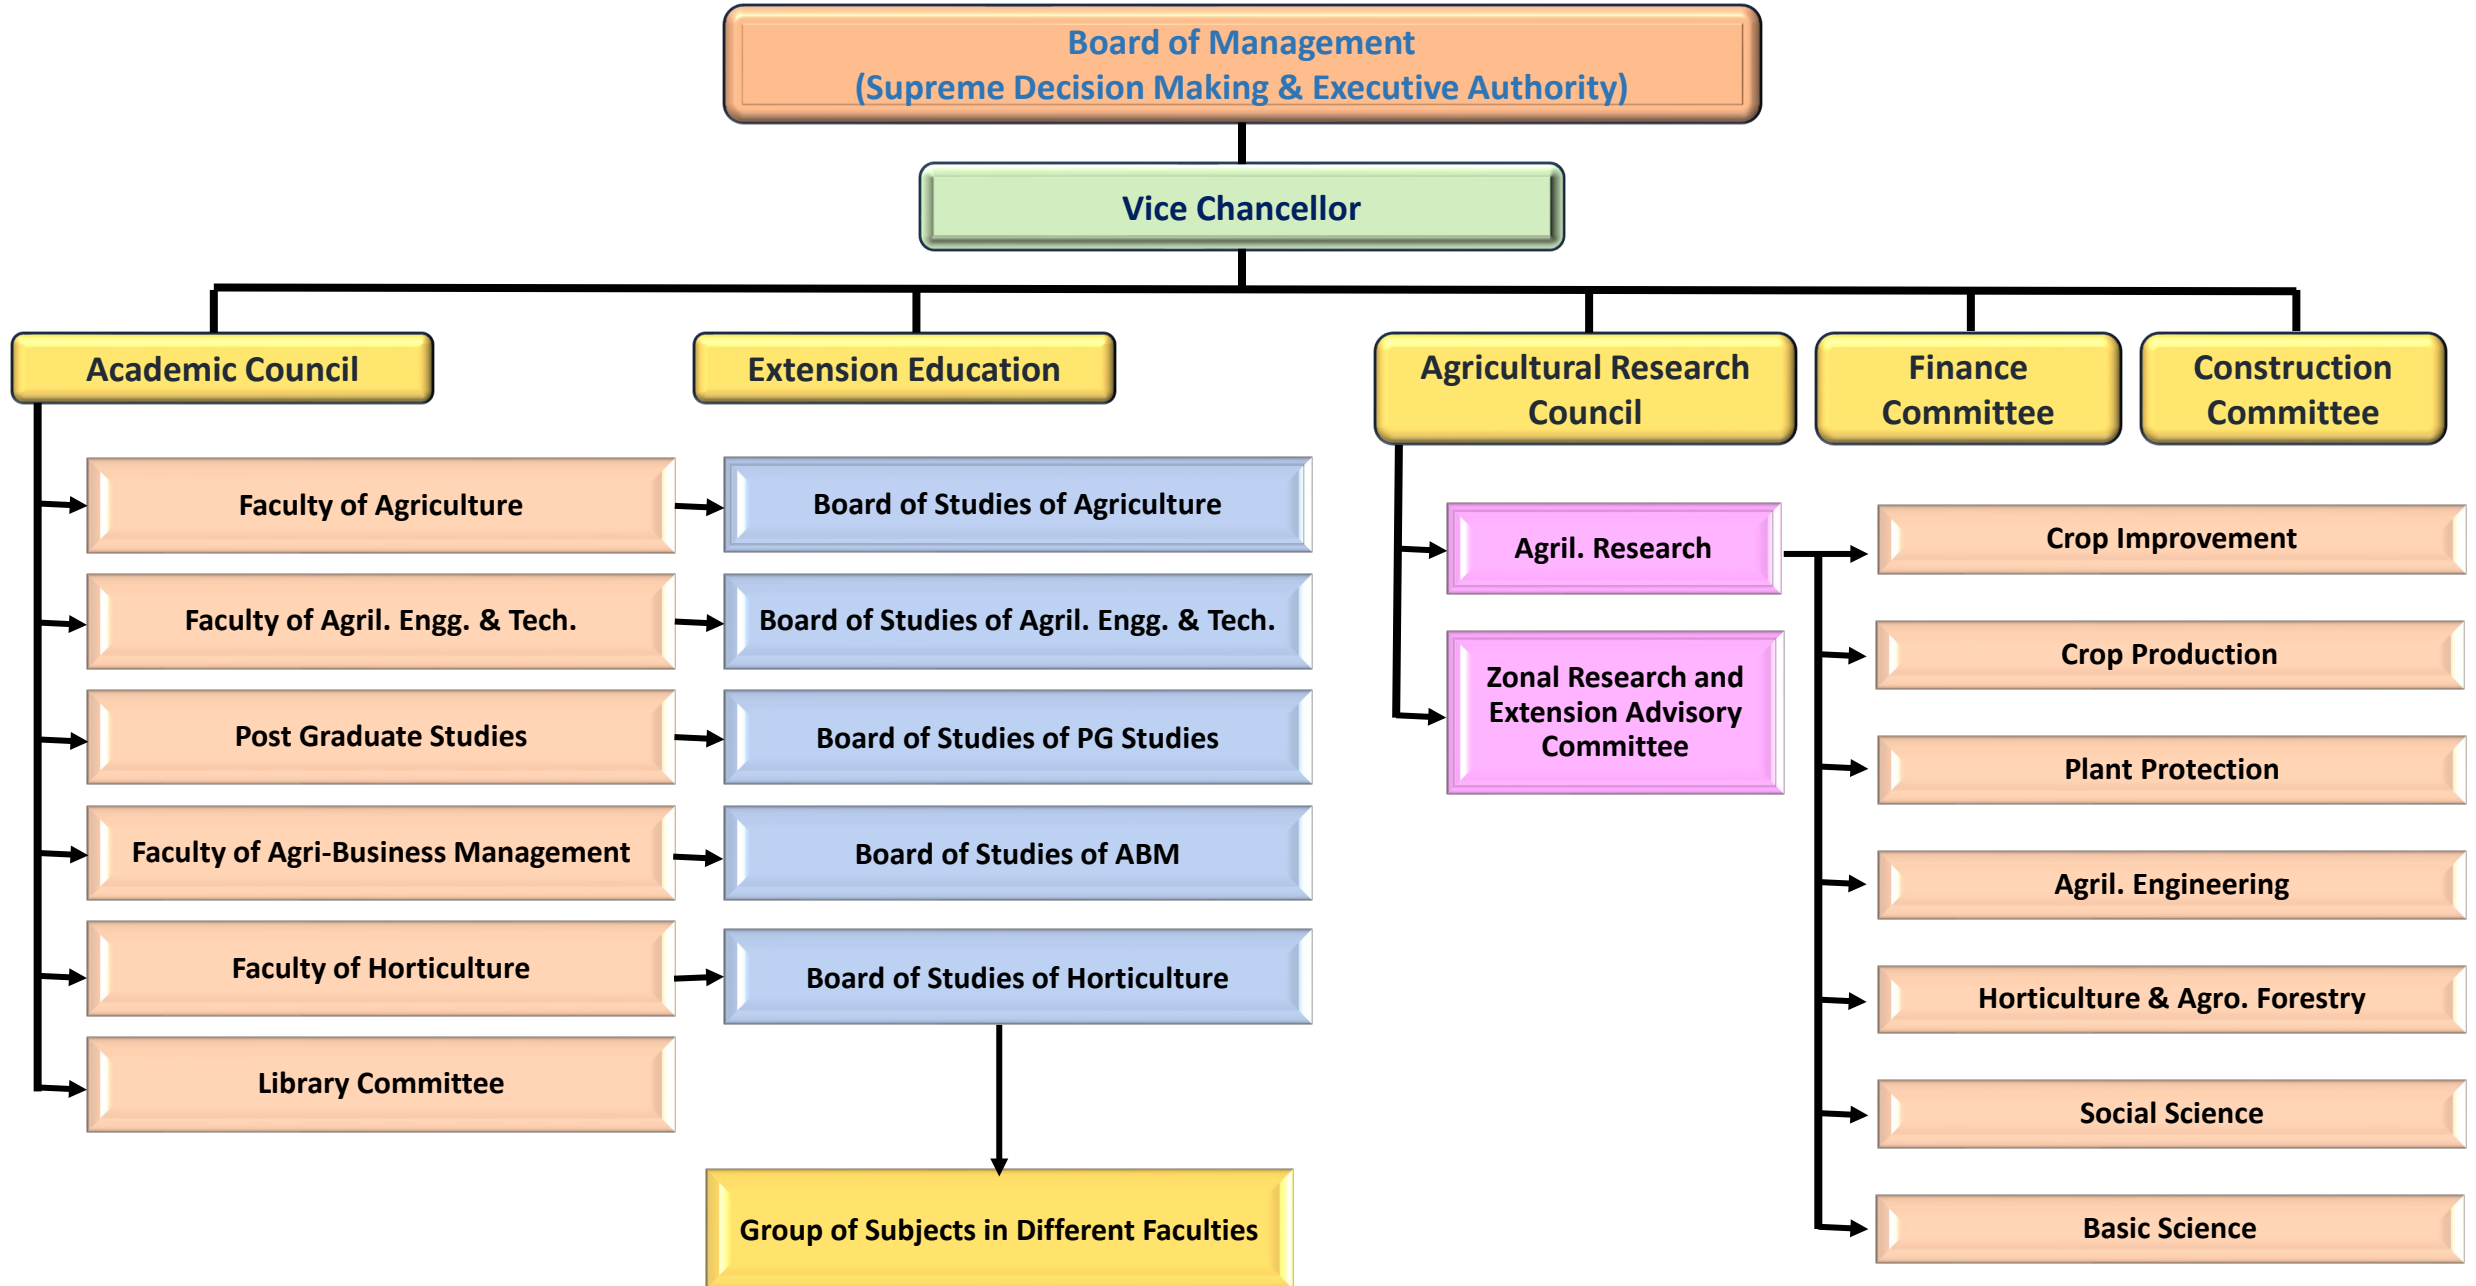 Board of Management
(Supreme Decision Making & Executive Authority)
Vice Chancellor
Academic Council
Extension Education
Agricultural Research
Council
Finance
Committee
Construction
Committee
Faculty of Agriculture
Faculty of Agril. Engg. & Tech.
Post Graduate Studies
Faculty of Agri-Business Management
Faculty of Horticulture
Library Committee
Board of Studies of Agriculture
Board of Studies of Agril. Engg. & Tech.
Board of Studies of PG Studies
Board of Studies of ABM
Board of Studies of Horticulture
Group of Subjects in Different Faculties
Agril. Research
Zonal Research and
Extension Advisory
Committee
Crop Improvement
Crop Production
Plant Protection
Agril. Engineering
Horticulture & Agro. Forestry
Social Science
Basic Science